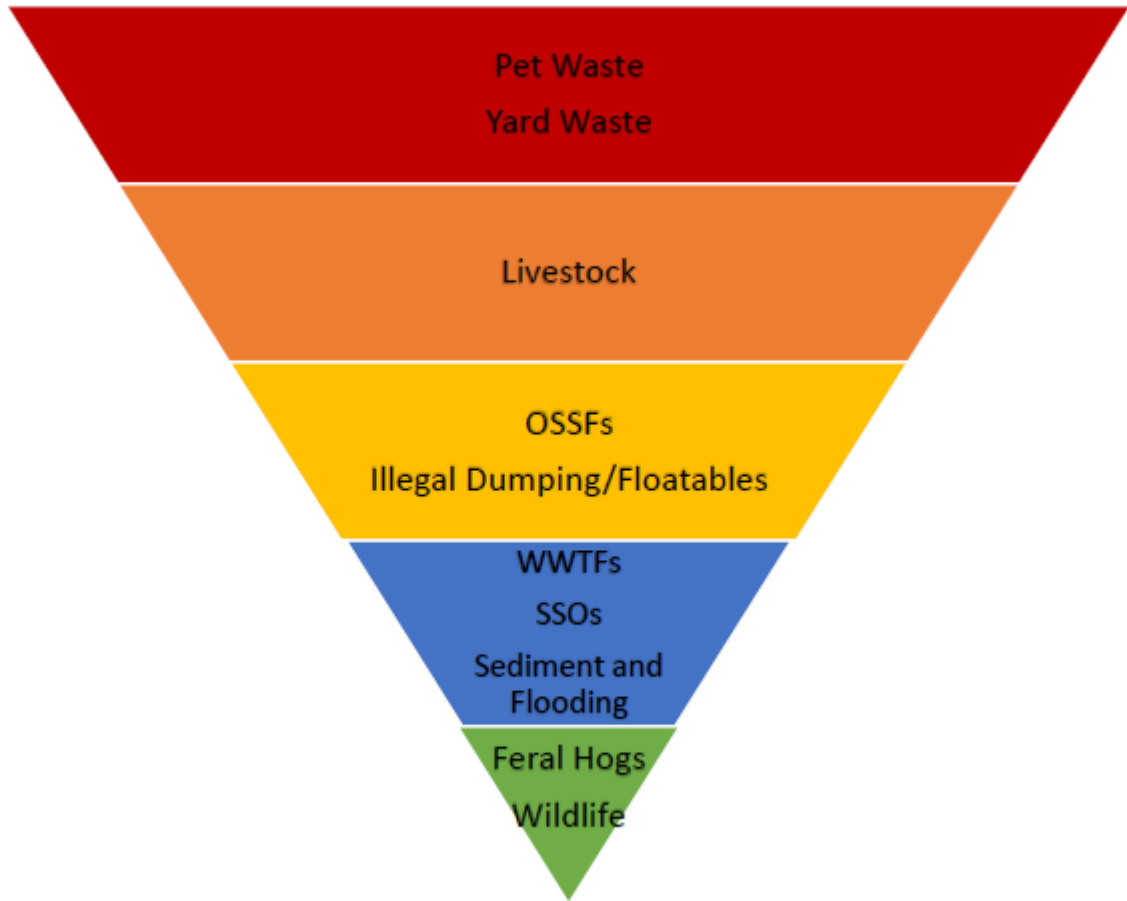 Pet Waste
Yard Waste
Livestock
OSSFs
Illegal Dumping/Floatables
WWTFs
SSOs
Sediment and
Flooding
Feral Hogs
Wildlife